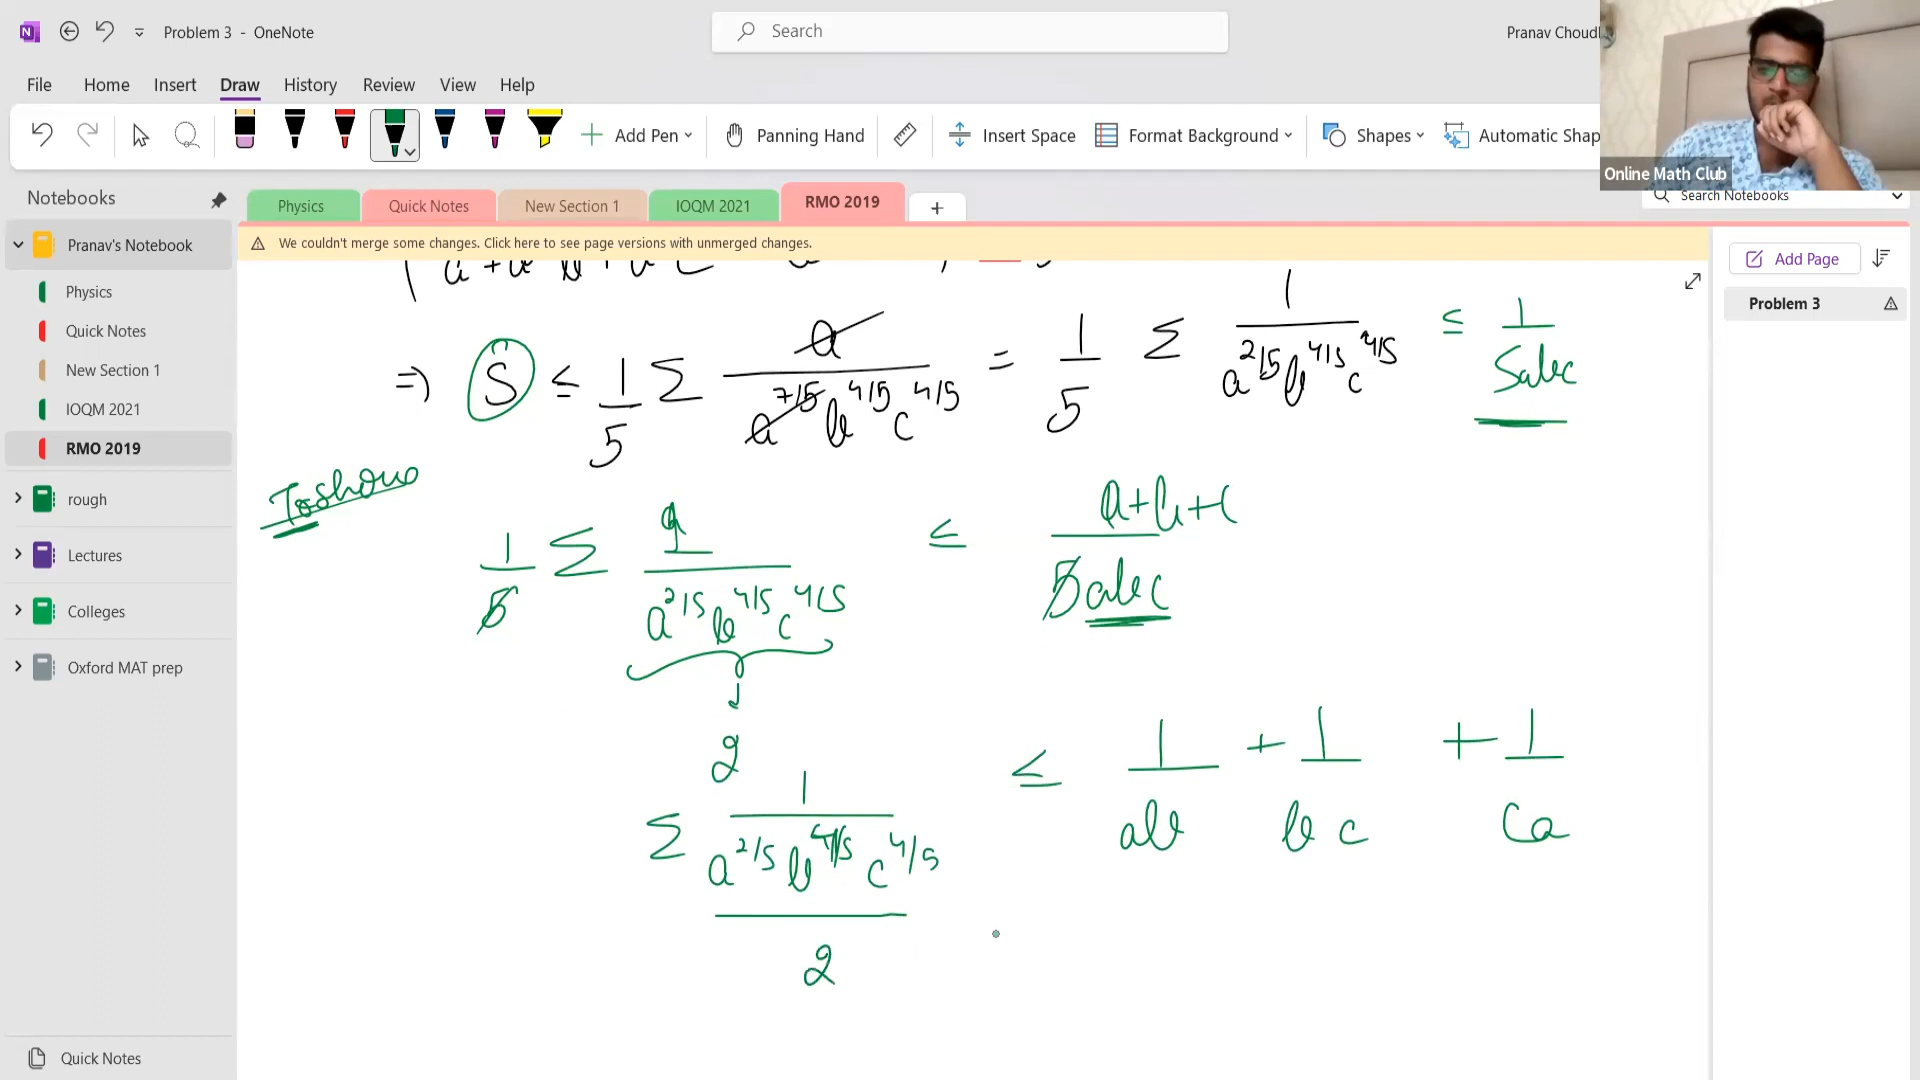 Problem 3 - OneNote
Search
Pranav Choudh
File Home Insert Draw History Review View Help
Add Pen
Panning Hand
Insert Space
Format Background
Shapes
Automatic Shap
Online Math Club
Notebooks
Physics
Quick Notes
New Section 1
IOQM 2021
RMO 2019
+
Search Notebooks
We couldn't merge some changes. Click here to see page versions with unmerged changes.
Add Page
Problem 3
Pranav's Notebook
Physics
Quick Notes
New Section 1
IOQM 2021
RMO 2019
rough
Lectures
Colleges
Oxford MAT prep
Quick Notes
=> S ≤ 1/5 Σ a/(a^7/5 b^4/5 c^4/5) = 1/5 Σ 1/(a^2/5 b^4/5 c^4/5) ≤ 1/5abc
To show
1/5 Σ 1/(a^2/5 b^4/5 c^4/5) ≤ a+b+c/5abc
2
Σ 1/(a^2/5 b^4/5 c^4/5) ≤ 1/ab + 1/bc + 1/ca
2